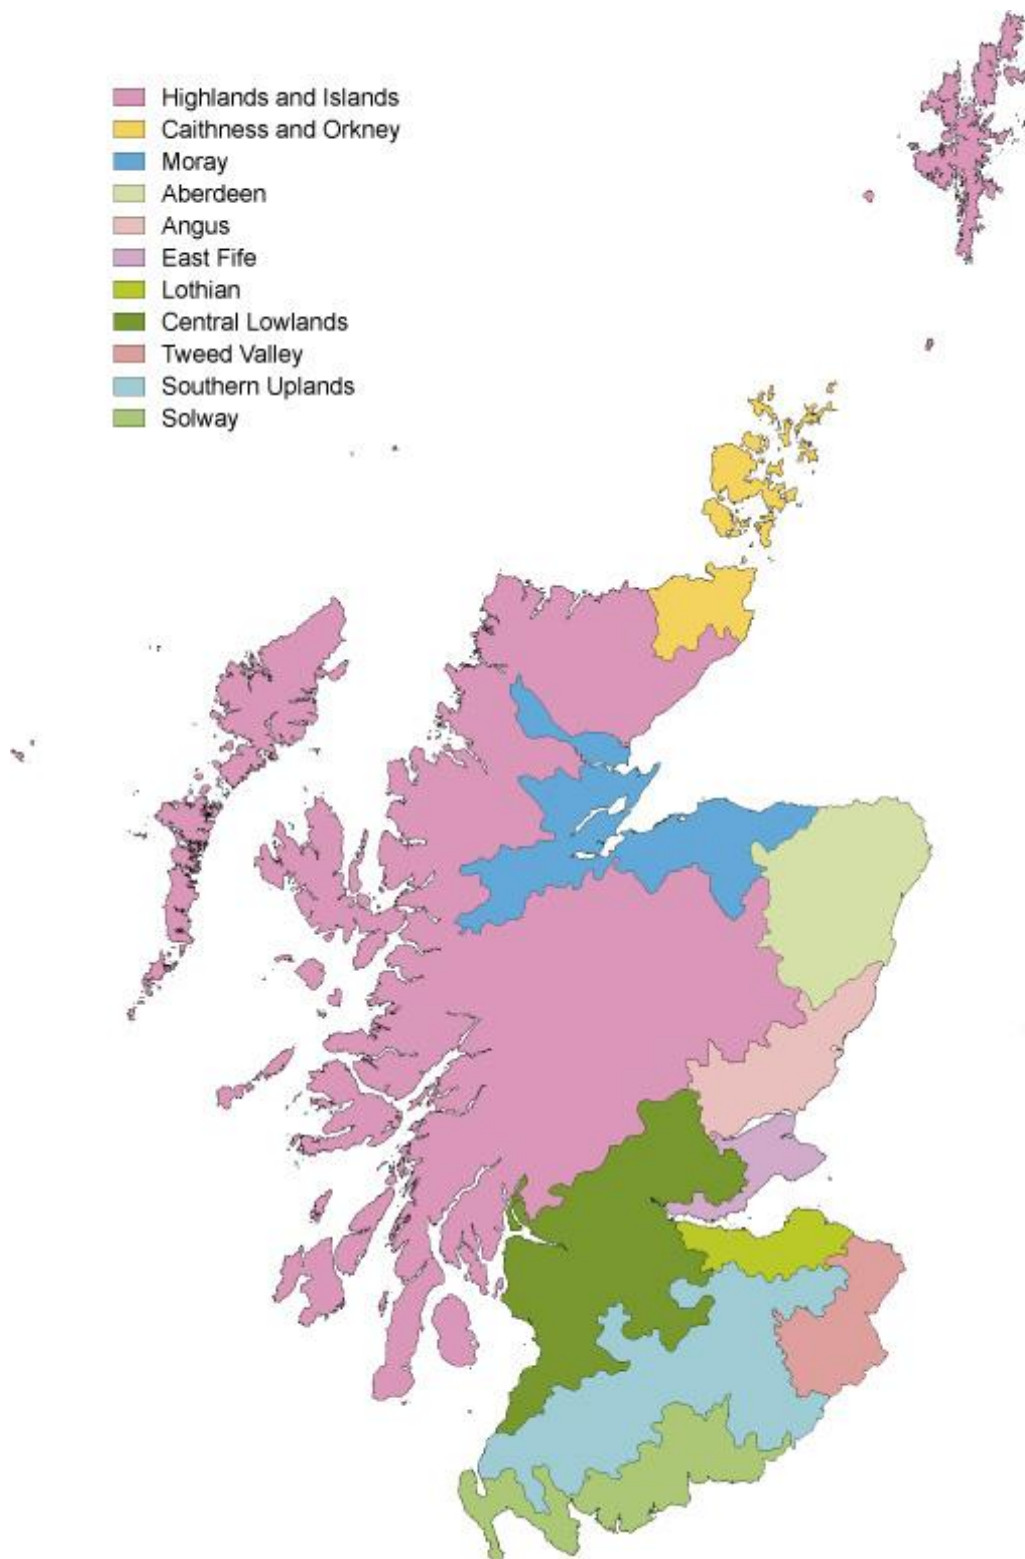 Highlands and Islands
Caithness and Orkney
Moray
Aberdeen
Angus
East Fife
Lothian
Central Lowlands
Tweed Valley
Southern Uplands
Solway